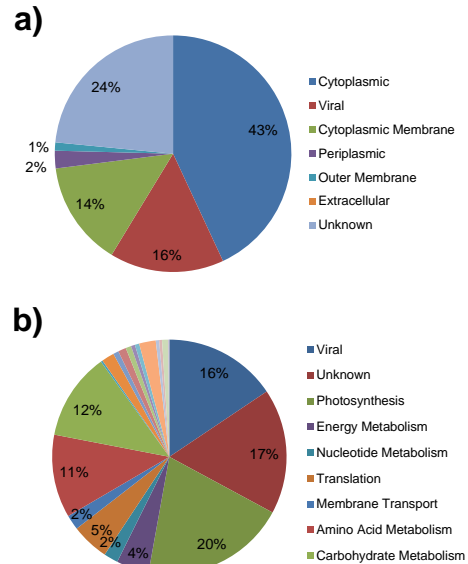 a)
24%
43%
1%
2%
14%
16%
Cytoplasmic
Viral
Cytoplasmic Membrane
Periplasmic
Outer Membrane
Extracellular
Unknown
b)
16%
17%
12%
11%
2%
5%
2%
4%
20%
Viral
Unknown
Photosynthesis
Energy Metabolism
Nucleotide Metabolism
Translation
Membrane Transport
Amino Acid Metabolism
Carbohydrate Metabolism